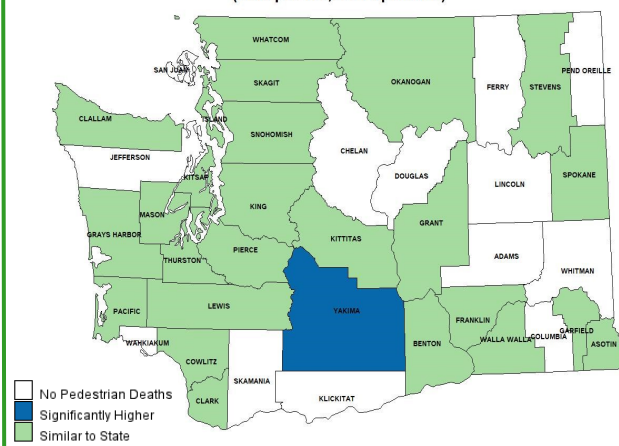 WHATCOM
SAN JUAN
SKAGIT
OKANOGAN
FERRY
STEVENS
PEND OREILLE
CLALLAM
ISLAND
SNOHOMISH
CHELAN
JEFFERSON
DOUGLAS
KITSAP
LINCOLN
SPOKANE
KING
MASON
GRANT
GRAYS HARBOR
KITTITAS
PIERCE
THURSTON
ADAMS
WHITMAN
LEWIS
PACIFIC
YAKIMA
FRANKLIN
GARFIELD
WALLA WALLA
COLUMBIA
BENTON
ASOTIN
WAHKIAKUM
COWLITZ
SKAMANIA
CLARK
KLICKITAT
No Pedestrian Deaths
Significantly Higher
Similar to State